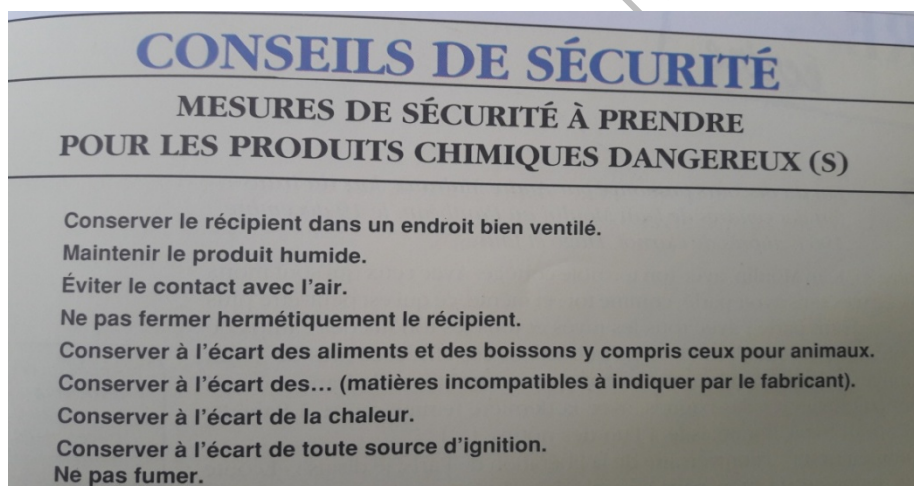 CONSEILS DE SÉCURITÉ
MESURES DE SÉCURITÉ À PRENDRE
POUR LES PRODUITS CHIMIQUES DANGEREUX (S)
Conserver le récipient dans un endroit bien ventilé.
Maintenir le produit humide.
Éviter le contact avec l'air.
Ne pas fermer hermétiquement le récipient.
Conserver à l'écart des aliments et des boissons y compris ceux pour animaux.
Conserver à l'écart des... (matières incompatibles à indiquer par le fabricant).
Conserver à l'écart de la chaleur.
Conserver à l'écart de toute source d'ignition.
Ne pas fumer.